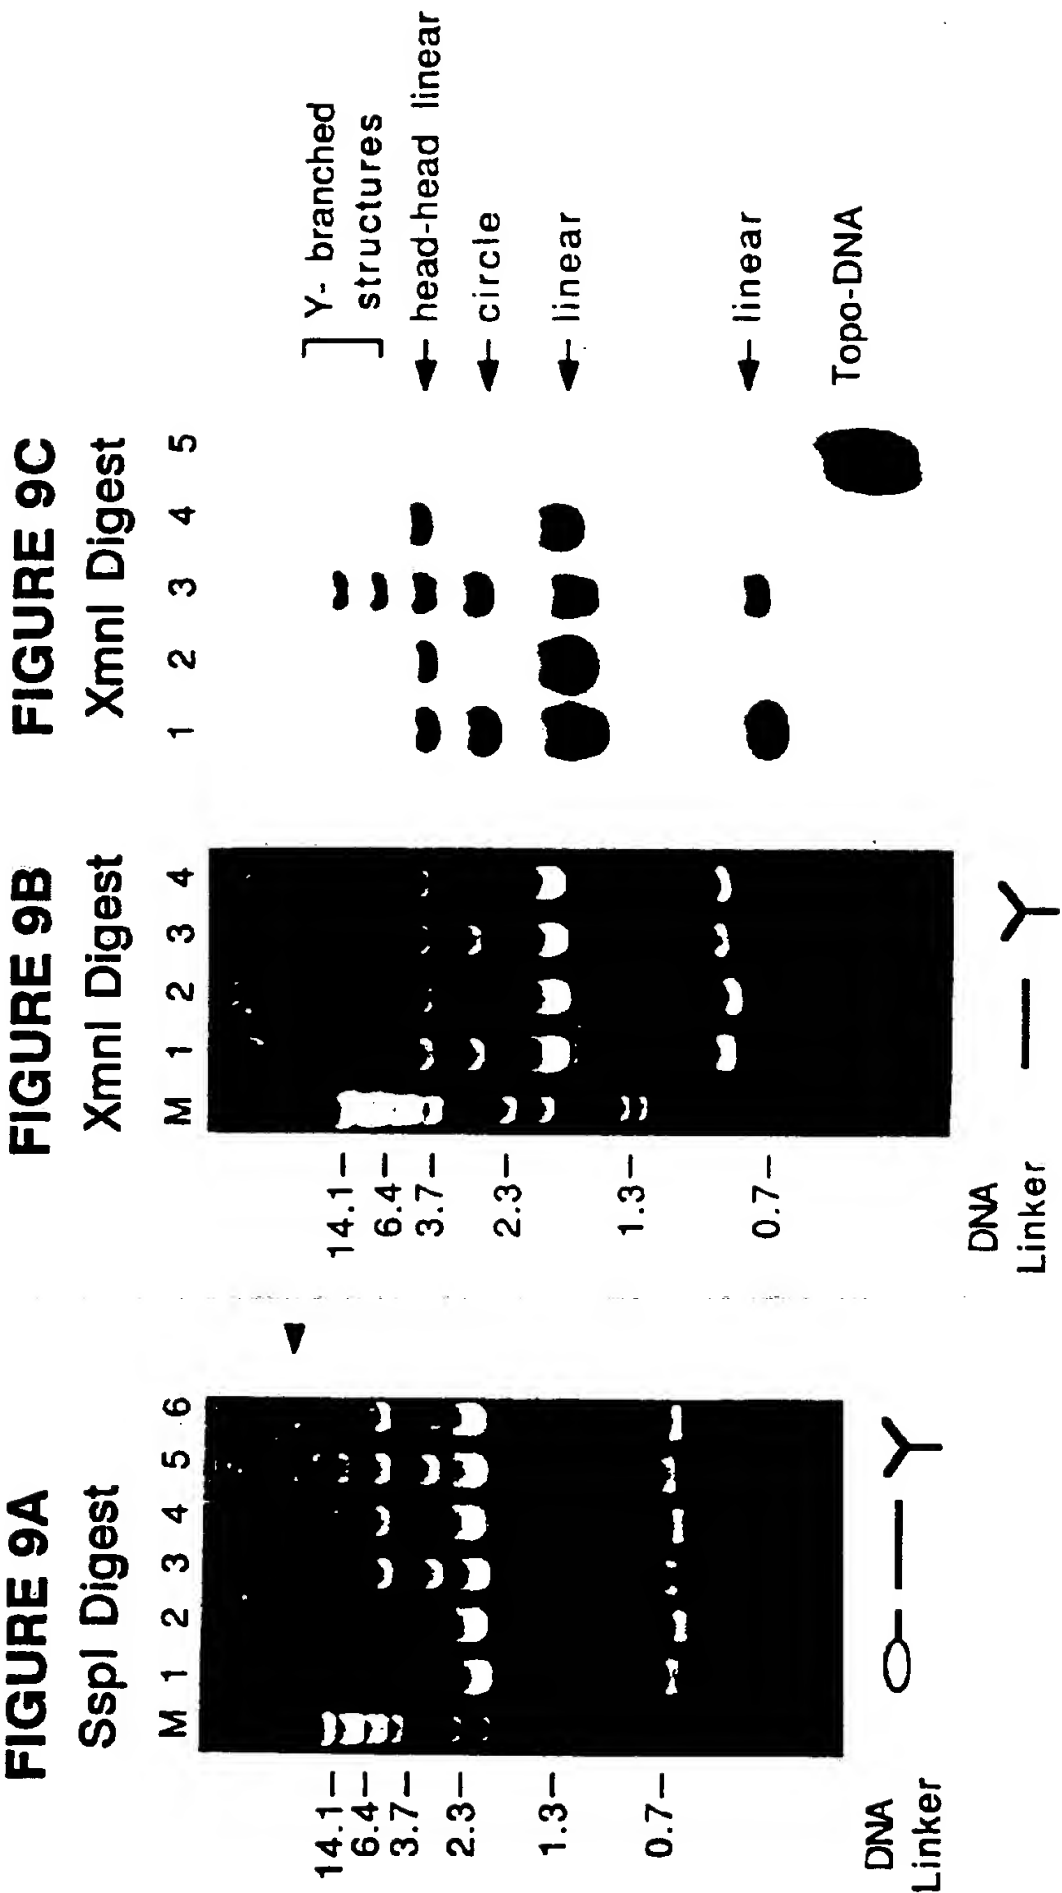 FIGURE 9A
SspI Digest
M 1 2 3 4 5 6
14.1–
6.4–
3.7–
2.3–
1.3–
0.7–
DNA
Linker
FIGURE 9B
XmnI Digest
M 1 2 3 4
14.1–
6.4–
3.7–
2.3–
1.3–
0.7–
DNA
Linker
FIGURE 9C
XmnI Digest
1 2 3 4 5
Y- branched
structures
head-head linear
circle
linear
linear
Topo-DNA